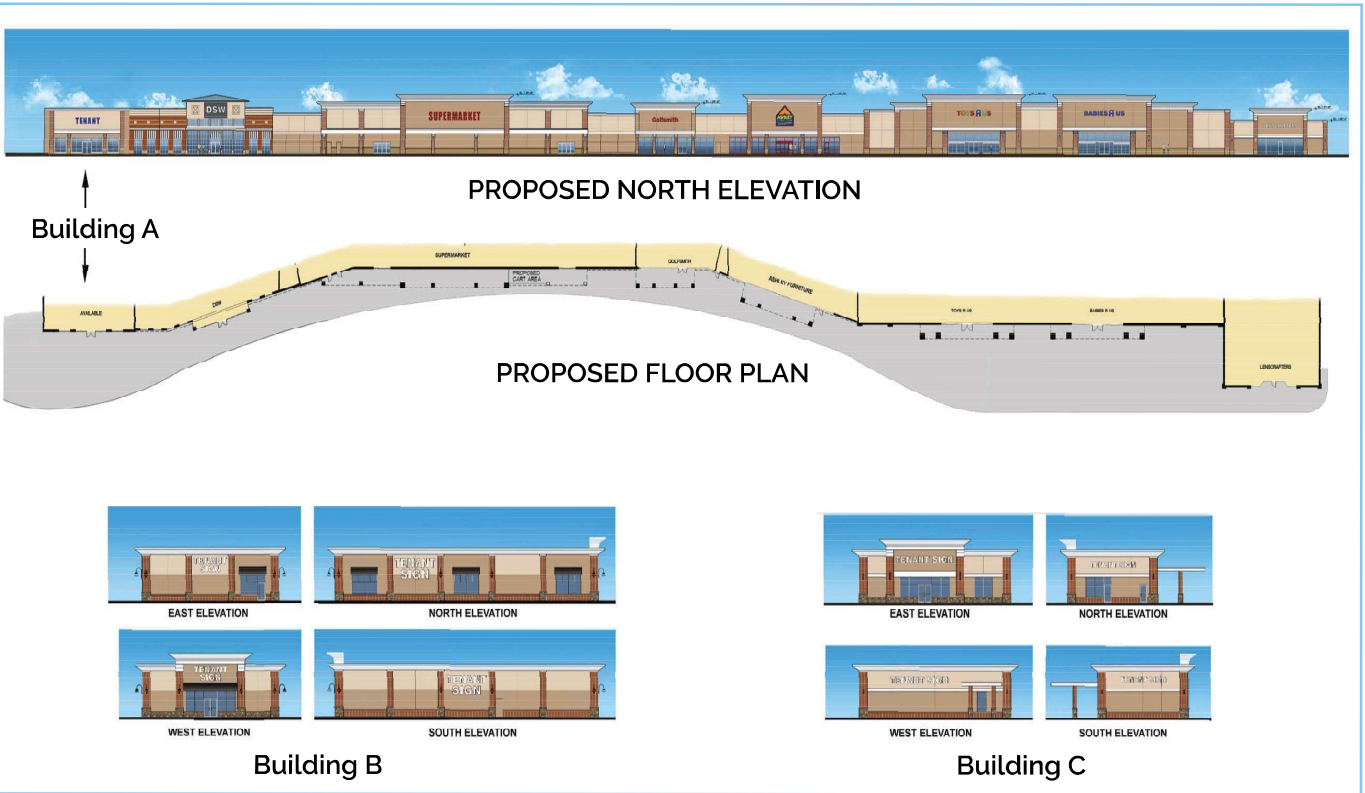 TENANT
DSW
SUPERMARKET
Golfsmith
ASHLEY
TOYS R US
BABIES R US
PROPOSED NORTH ELEVATION
Building A
SUPERMARKET
PROPOSED
CART AREA
GOLFSMITH
DSW
AVAILABLE
TOYS R US
BABIES R US
LENSCRAFTERS
PROPOSED FLOOR PLAN
TENANT
SIGN
EAST ELEVATION
TENANT
SIGN
NORTH ELEVATION
TENANT
SIGN
WEST ELEVATION
TENANT
SIGN
SOUTH ELEVATION
Building B
TENANT SIGN
EAST ELEVATION
TENANT SIGN
NORTH ELEVATION
TENANT SIGN
WEST ELEVATION
TENANT SIGN
SOUTH ELEVATION
Building C